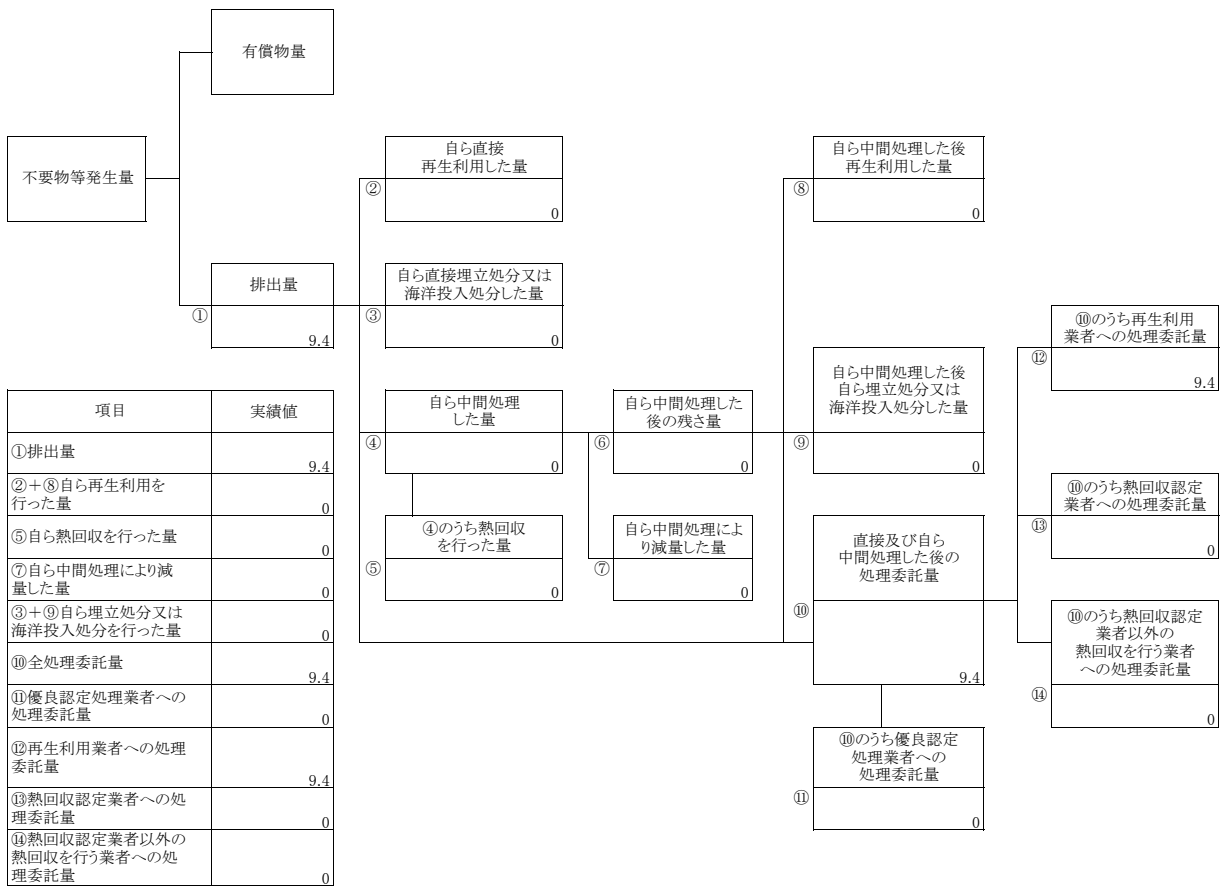 有償物量
不要物等発生量
自ら直接
再生利用した量
②
0
自ら中間処理した後
再生利用した量
⑧
0
排出量
①
9.4
自ら直接埋立処分又は
海洋投入処分した量
③
0
⑩のうち再生利用
業者への処理委託量
⑫
9.4
自ら中間処理
した量
④
0
自ら中間処理した
後の残さ量
⑥
0
自ら中間処理した後
自ら埋立処分又は
海洋投入処分した量
⑨
0
⑩のうち熱回収認定
業者への処理委託量
⑬
0
④のうち熱回収
を行った量
⑤
0
自ら中間処理によ
り減量した量
⑦
0
直接及び自ら
中間処理した後の
処理委託量
⑩
9.4
⑩のうち熱回収認定
業者以外の
熱回収を行う業者
への処理委託量
⑭
0
⑩のうち優良認定
処理業者への
処理委託量
⑪
0
項目 実績値
①排出量
9.4
②+⑧自ら再生利用を
行った量
0
⑤自ら熱回収を行った量
0
⑦自ら中間処理により減
量した量
0
③+⑨自ら埋立処分又は
海洋投入処分を行った量
0
⑩全処理委託量
9.4
⑪優良認定処理業者への
処理委託量
0
⑫再生利用業者への処理
委託量
9.4
⑬熱回収認定業者への処
理委託量
0
⑭熱回収認定業者以外の
熱回収を行う業者への処
理委託量
0